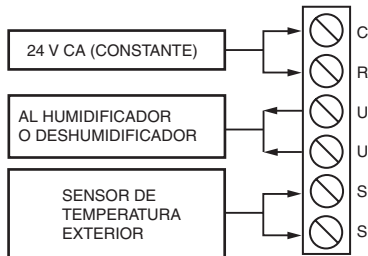 24 V CA (CONSTANTE)
C
R
AL HUMIDIFICADOR
O DESHUMIDIFICADOR
U
U
SENSOR DE
TEMPERATURA
EXTERIOR
S
S